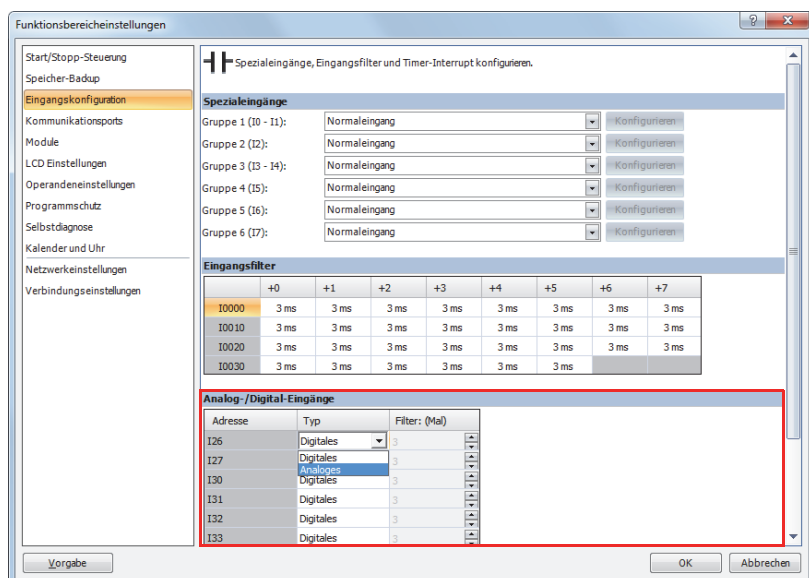 Funktionsbereicheinstellungen
Start/Stopp-Steuerung
Speicher-Backup
Eingangskonfiguration
Kommunikationsports
Module
LCD Einstellungen
Operandeneinstellungen
Programmschutz
Selbstdiagnose
Kalender und Uhr
Netzwerkeinstellungen
Verbindungseinstellungen
Spezialeingänge, Eingangsfilter und Timer-Interrupt konfigurieren.
Spezialeingänge
Gruppe 1 (I0 - I1): Normaleingang Konfigurieren
Gruppe 2 (I2): Normaleingang Konfigurieren
Gruppe 3 (I3 - I4): Normaleingang Konfigurieren
Gruppe 4 (I5): Normaleingang Konfigurieren
Gruppe 5 (I6): Normaleingang Konfigurieren
Gruppe 6 (I7): Normaleingang Konfigurieren
Eingangsfilter
+0 +1 +2 +3 +4 +5 +6 +7
I0000 3 ms 3 ms 3 ms 3 ms 3 ms 3 ms 3 ms 3 ms
I0010 3 ms 3 ms 3 ms 3 ms 3 ms 3 ms 3 ms 3 ms
I0020 3 ms 3 ms 3 ms 3 ms 3 ms 3 ms 3 ms 3 ms
I0030 3 ms 3 ms 3 ms 3 ms 3 ms 3 ms
Analog-/Digital-Eingänge
Adresse Typ Filter: (Mal)
I26 Digitales 3
I27 Digitales 3
Analoges
I30 Digitales 3
I31 Digitales 3
I32 Digitales 3
I33 Digitales 3
Vorgabe OK Abbrechen